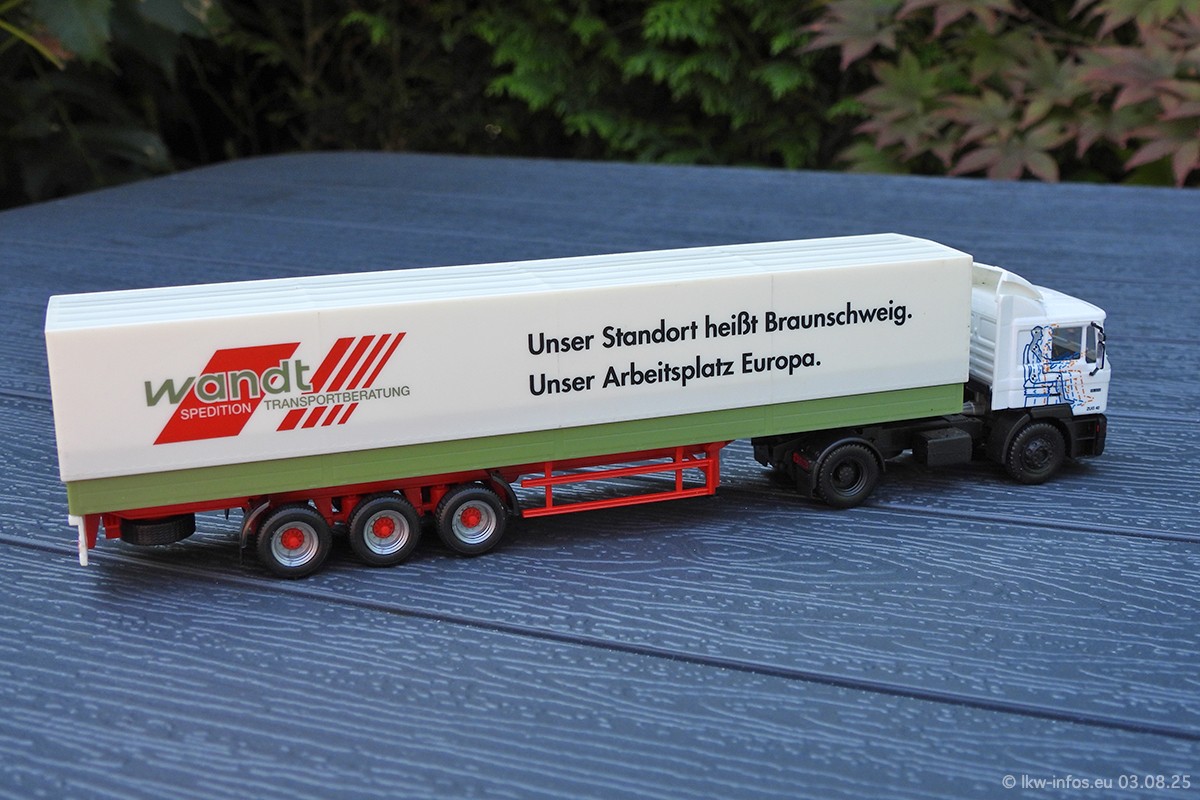 wandt
SPEDITION
TRANSPORTBERATUNG
Unser Standort heißt Braunschweig.
Unser Arbeitsplatz Europa.
© lkw-infos.eu 03.08.25